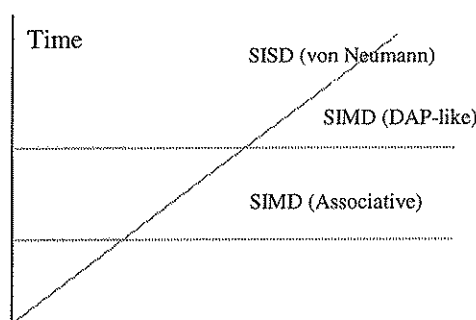 Time
SISD (von Neumann)
SIMD (DAP-like)
SIMD (Associative)